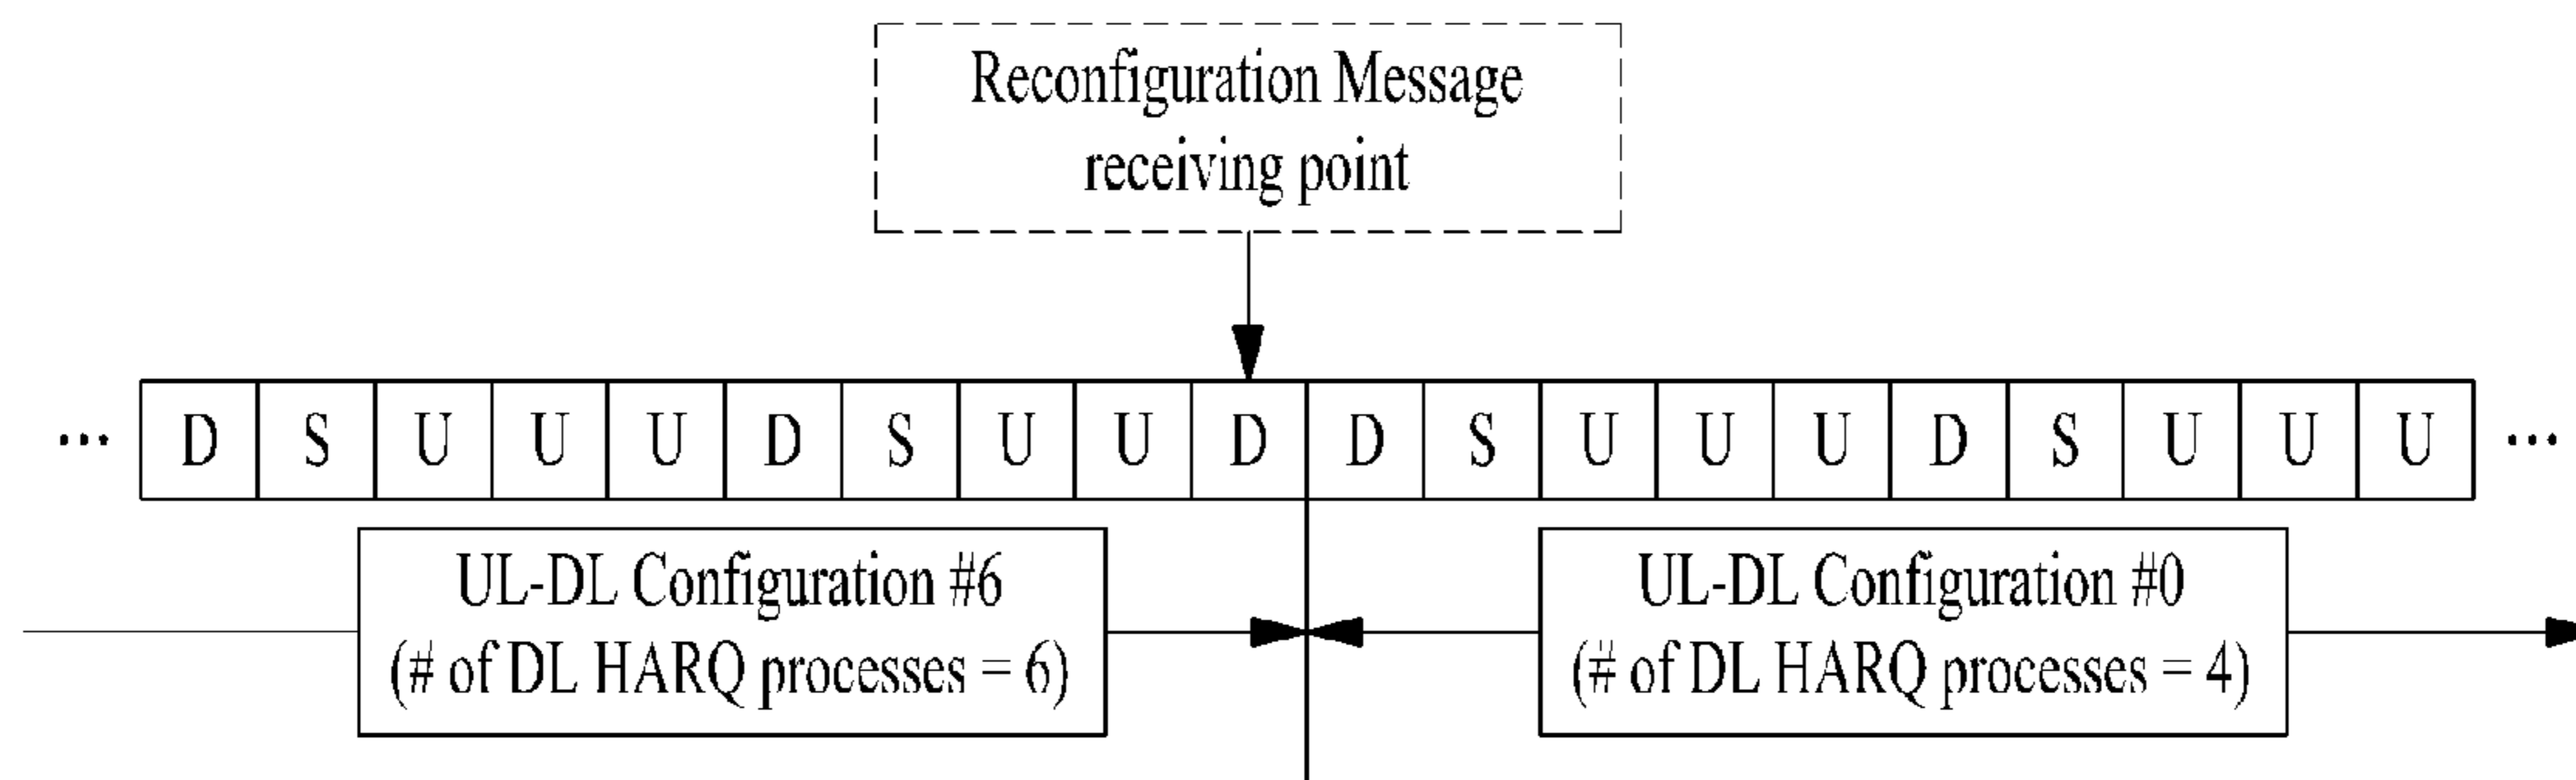 Reconfiguration Message
receiving point
... D S U U U D S U U D D S U U U D S U U U ...
UL-DL Configuration #6
(# of DL HARQ processes = 6)
UL-DL Configuration #0
(# of DL HARQ processes = 4)